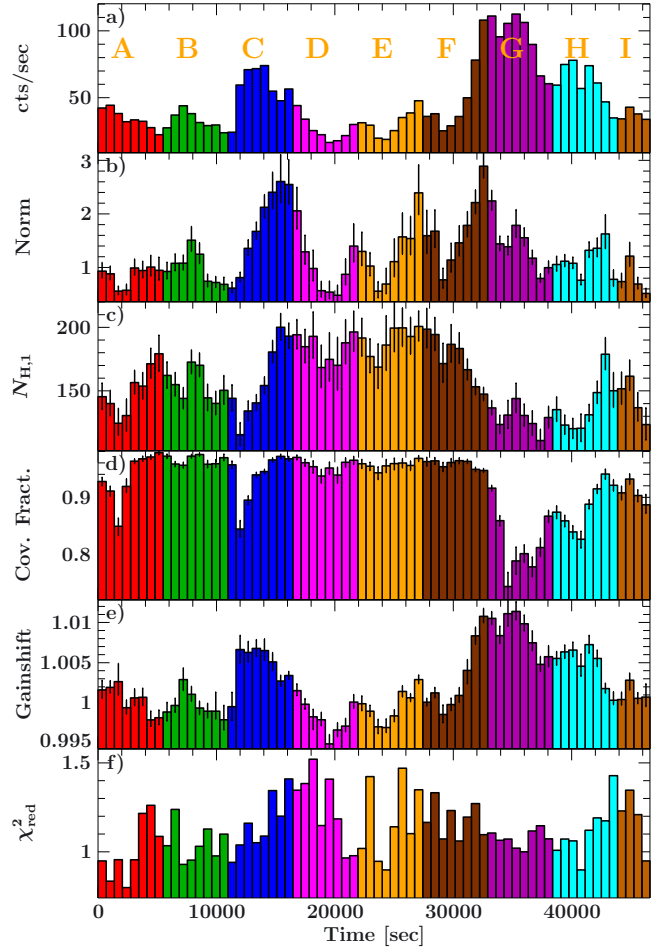 a)
A B C D E F G H I
cts/sec
100
50
b)
Norm
3
2
1
c)
N_H,1
200
150
d)
Cov. Fract.
0.9
0.8
e)
Gainshift
1.01
1.005
1
0.995
f)
χ²_red
1.5
1
0 10000 20000 30000 40000
Time [sec]